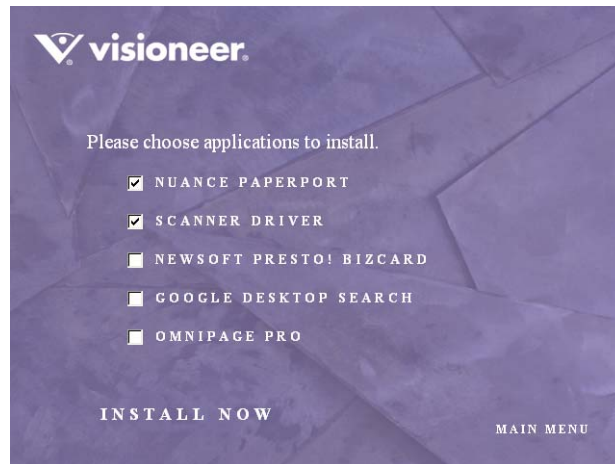 visioneer®
Please choose applications to install.
NUANCE PAPERPORT
SCANNER DRIVER
NEWSOFT PRESTO! BIZCARD
GOOGLE DESKTOP SEARCH
OMNIPAGE PRO
INSTALL NOW
MAIN MENU